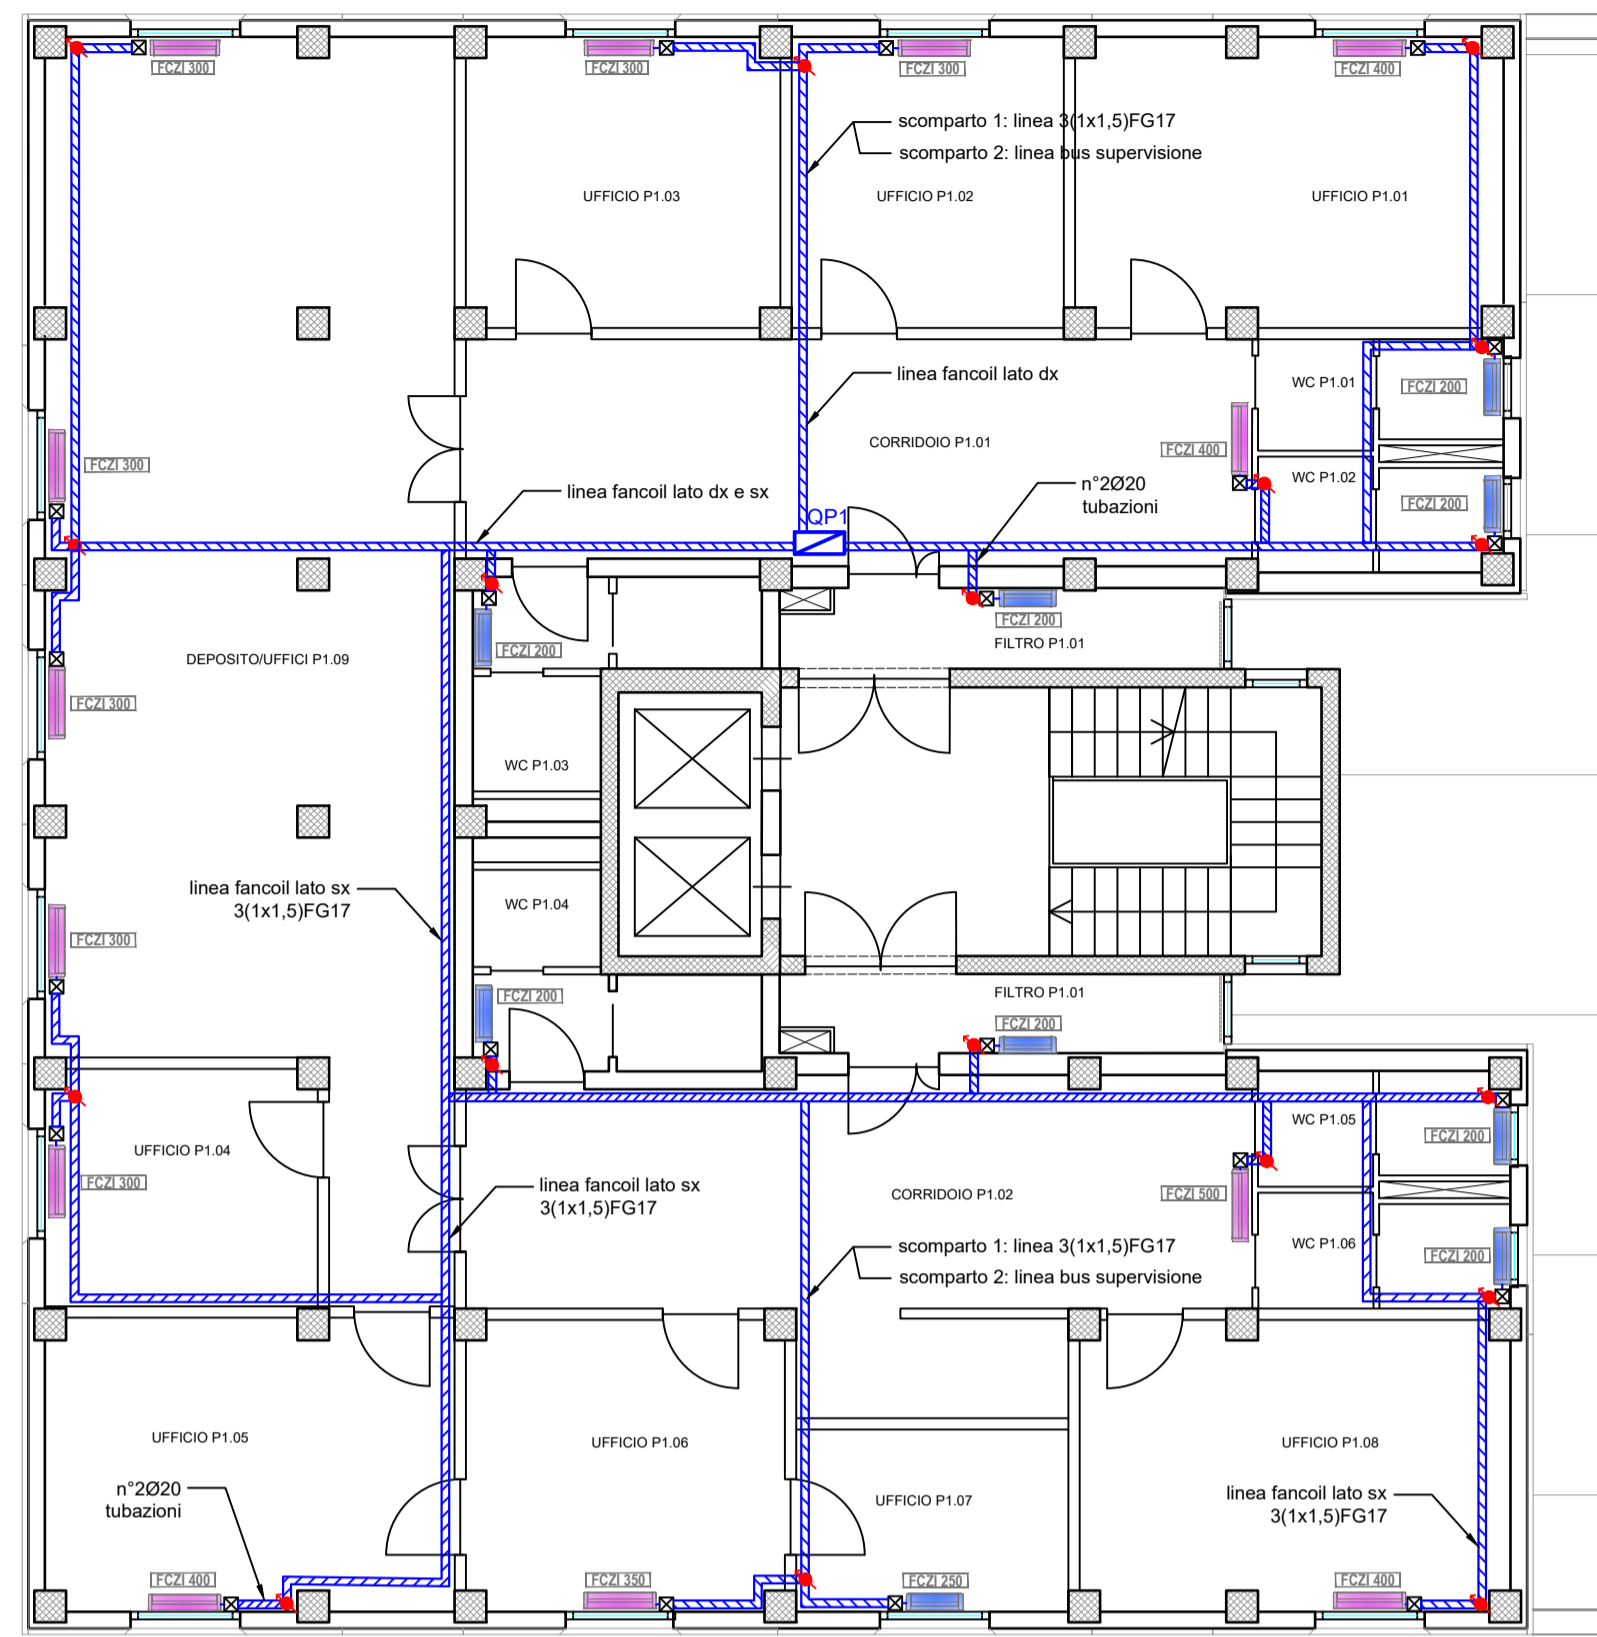 FCZI 300
FCZI 300
FCZI 300
FCZI 400
scomparto 1: linea 3(1x1,5)FG17
scomparto 2: linea bus supervisione
UFFICIO P1.03
UFFICIO P1.02
UFFICIO P1.01
linea fancoil lato dx
WC P1.01
FCZI 200
CORRIDOIO P1.01
FCZI 400
FCZI 300
WC P1.02
linea fancoil lato dx e sx
n°2Ø20
tubazioni
FCZI 200
QP1
FCZI 200
FCZI 200
FILTRO P1.01
DEPOSITO/UFFICI P1.09
FCZI 300
WC P1.03
linea fancoil lato sx
3(1x1,5)FG17
WC P1.04
FCZI 300
FCZI 200
FILTRO P1.01
FCZI 200
WC P1.05
FCZI 200
UFFICIO P1.04
FCZI 300
linea fancoil lato sx
3(1x1,5)FG17
CORRIDOIO P1.02
FCZI 500
scomparto 1: linea 3(1x1,5)FG17
scomparto 2: linea bus supervisione
WC P1.06
FCZI 200
UFFICIO P1.05
UFFICIO P1.06
UFFICIO P1.08
n°2Ø20
tubazioni
UFFICIO P1.07
linea fancoil lato sx
3(1x1,5)FG17
FCZI 400
FCZI 350
FCZI 250
FCZI 400